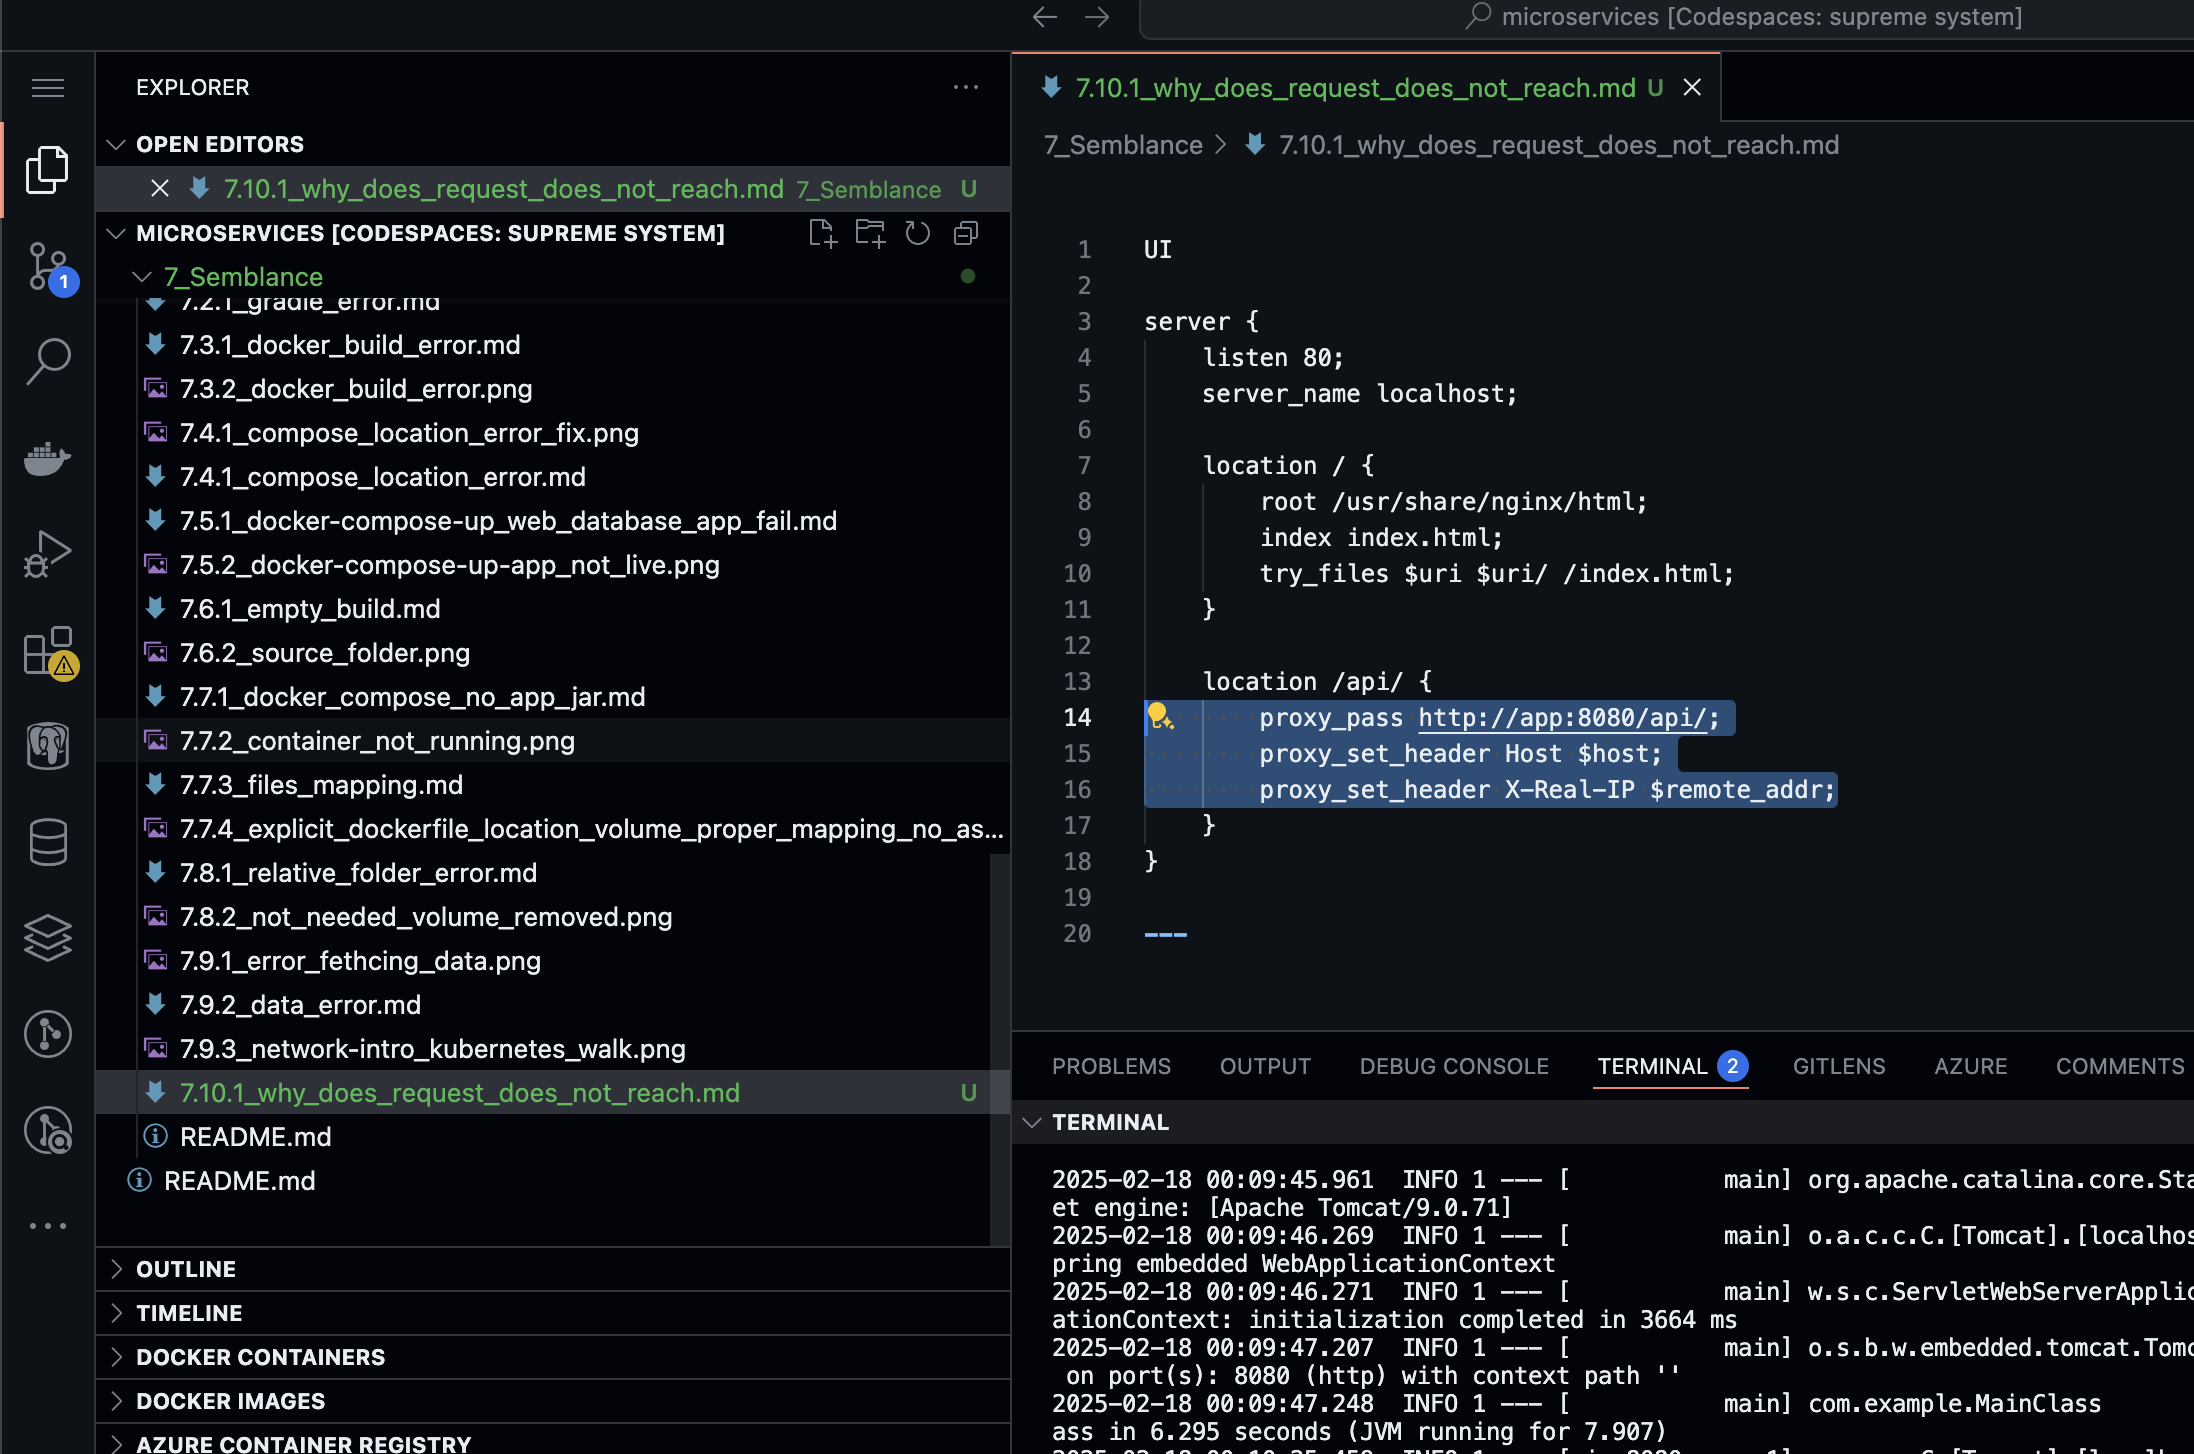 microservices [Codespaces: supreme system]
EXPLORER
OPEN EDITORS
7.10.1_why_does_request_does_not_reach.md 7_Semblance U
MICROSERVICES [CODESPACES: SUPREME SYSTEM]
7_Semblance
7.2.1_gradle_error.md
7.3.1_docker_build_error.md
7.3.2_docker_build_error.png
7.4.1_compose_location_error_fix.png
7.4.1_compose_location_error.md
7.5.1_docker-compose-up_web_database_app_fail.md
7.5.2_docker-compose-up-app_not_live.png
7.6.1_empty_build.md
7.6.2_source_folder.png
7.7.1_docker_compose_no_app_jar.md
7.7.2_container_not_running.png
7.7.3_files_mapping.md
7.7.4_explicit_dockerfile_location_volume_proper_mapping_no_as...
7.8.1_relative_folder_error.md
7.8.2_not_needed_volume_removed.png
7.9.1_error_fethcing_data.png
7.9.2_data_error.md
7.9.3_network-intro_kubernetes_walk.png
7.10.1_why_does_request_does_not_reach.md U
README.md
README.md
OUTLINE
TIMELINE
DOCKER CONTAINERS
DOCKER IMAGES
AZURE CONTAINER REGISTRY
1
7.10.1_why_does_request_does_not_reach.md U
7_Semblance > 7.10.1_why_does_request_does_not_reach.md
1 UI
2
3 server {
4 listen 80;
5 server_name localhost;
6
7 location / {
8 root /usr/share/nginx/html;
9 index index.html;
10 try_files $uri $uri/ /index.html;
11 }
12
13 location /api/ {
14 proxy_pass http://app:8080/api/;
15 proxy_set_header Host $host;
16 proxy_set_header X-Real-IP $remote_addr;
17 }
18 }
19
20 ---
PROBLEMS OUTPUT DEBUG CONSOLE TERMINAL 2 GITLENS AZURE COMMENTS
TERMINAL
2025-02-18 00:09:45.961 INFO 1 --- [ main] org.apache.catalina.core.Sta
et engine: [Apache Tomcat/9.0.71]
2025-02-18 00:09:46.269 INFO 1 --- [ main] o.a.c.c.C.[Tomcat].[localhos
pring embedded WebApplicationContext
2025-02-18 00:09:46.271 INFO 1 --- [ main] w.s.c.ServletWebServerApplic
ationContext: initialization completed in 3664 ms
2025-02-18 00:09:47.207 INFO 1 --- [ main] o.s.b.w.embedded.tomcat.Tomc
on port(s): 8080 (http) with context path ''
2025-02-18 00:09:47.248 INFO 1 --- [ main] com.example.MainClass
ass in 6.295 seconds (JVM running for 7.907)